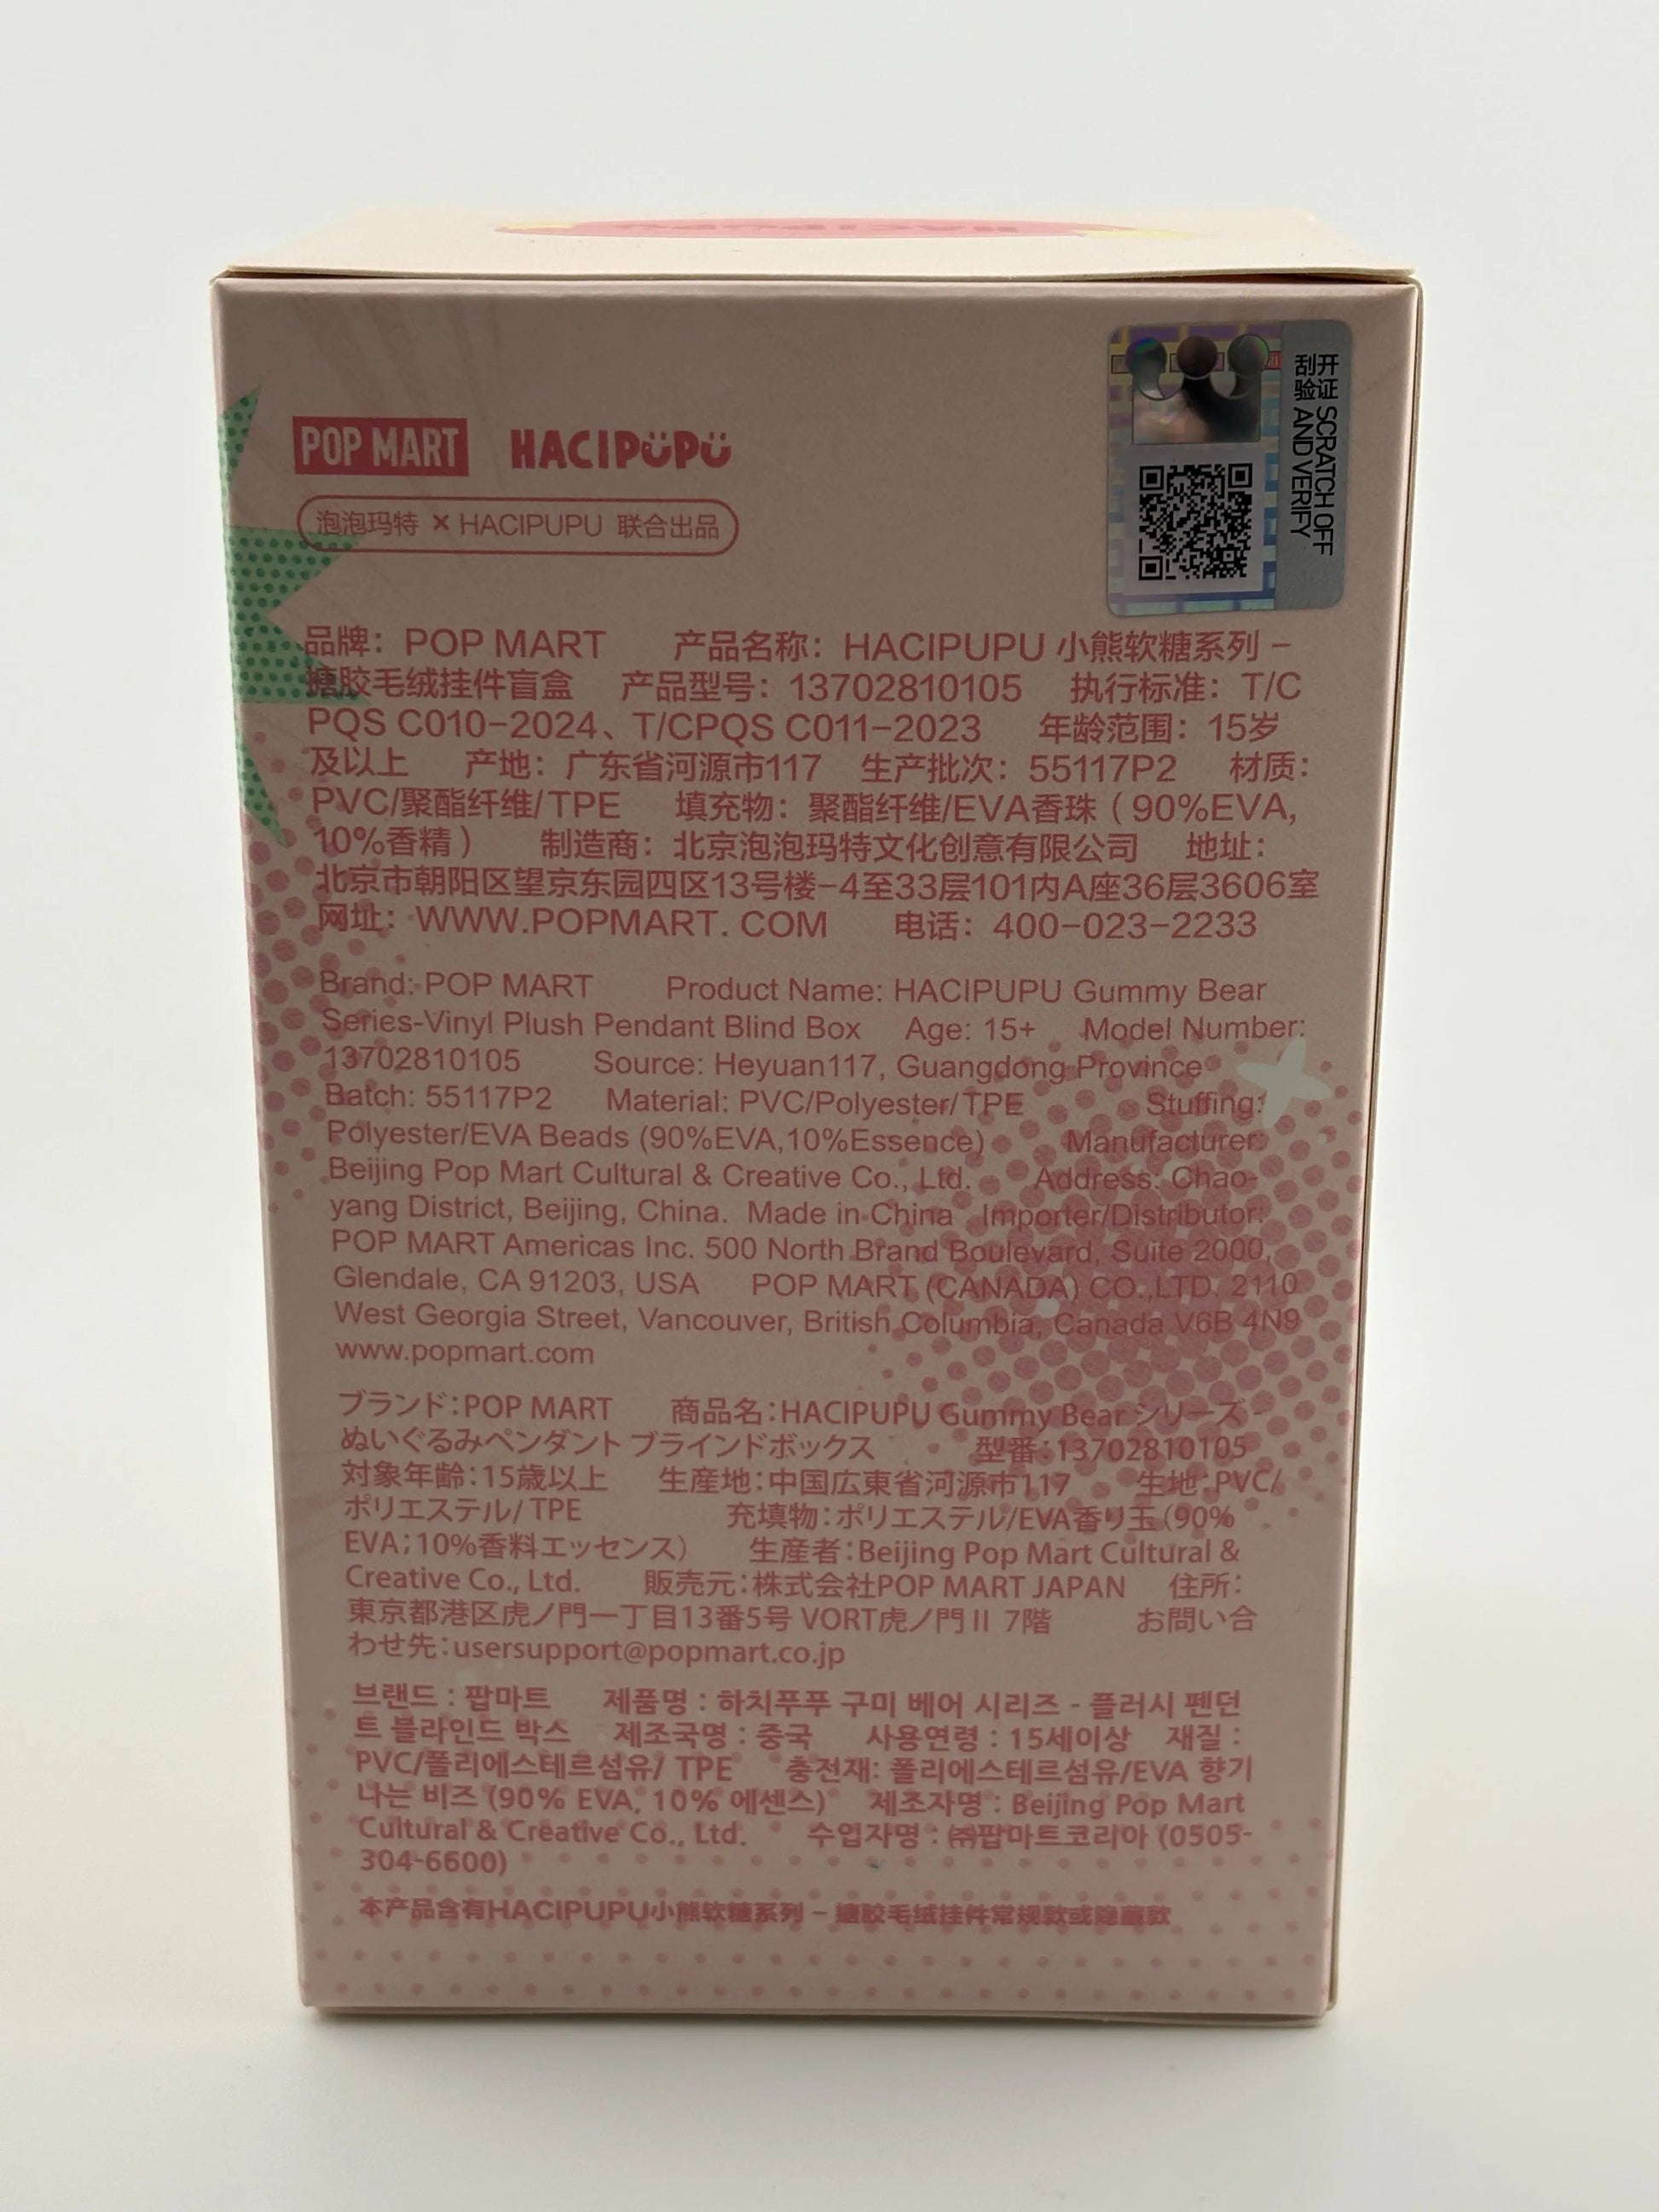 HACIPUPU
开证 SCRATCH OFF
刮验 AND VERIFY
POP MART HACIPÜPÜ
泡泡玛特 × HACIPUPU 联合出品
品牌：POP MART 产品名称：HACIPUPU 小熊软糖系列－
搪胶毛绒挂件盲盒 产品型号：13702810105 执行标准：T/C
PQS C010-2024、T/CPQS C011-2023 年龄范围：15岁
及以上 产地：广东省河源市117 生产批次：55117P2 材质：
PVC/聚酯纤维/TPE 填充物：聚酯纤维/EVA香珠（90%EVA,
10%香精） 制造商：北京泡泡玛特文化创意有限公司 地址：
北京市朝阳区望京东园四区13号楼-4至33层101内A座36层3606室
网址：WWW.POPMART.COM 电话：400-023-2233
Brand: POP MART Product Name: HACIPUPU Gummy Bear
Series-Vinyl Plush Pendant Blind Box Age: 15+ Model Number:
13702810105 Source: Heyuan117, Guangdong Province
Batch: 55117P2 Material: PVC/Polyester/TPE Stuffing:
Polyester/EVA Beads (90%EVA,10%Essence) Manufacturer:
Beijing Pop Mart Cultural & Creative Co., Ltd. Address: Chao-
yang District, Beijing, China. Made in China Importer/Distributor:
POP MART Americas Inc. 500 North Brand Boulevard, Suite 2000,
Glendale, CA 91203, USA POP MART (CANADA) CO.,LTD. 2110
West Georgia Street, Vancouver, British Columbia, Canada V6B 4N9
www.popmart.com
ブランド：POP MART 商品名：HACIPUPU Gummy Bear シリーズ -
ぬいぐるみペンダント ブラインドボックス 型番：13702810105
対象年齢：15歳以上 生産地：中国広東省河源市117 生地：PVC/
ポリエステル/TPE 充填物：ポリエステル/EVA香り玉（90%
EVA；10%香料エッセンス） 生産者：Beijing Pop Mart Cultural &
Creative Co., Ltd. 販売元：株式会社POP MART JAPAN 住所：
東京都港区虎ノ門一丁目13番5号 VORT虎ノ門Ⅱ 7階 お問い合
わせ先：usersupport@popmart.co.jp
브랜드 : 팝마트 제품명 : 하치푸푸 구미 베어 시리즈 - 플러시 펜던
트 블라인드 박스 제조국명 : 중국 사용연령 : 15세이상 재질 :
PVC/폴리에스테르섬유/ TPE 충전재: 폴리에스테르섬유/EVA 향기
나는 비즈 (90% EVA, 10% 에센스) 제조자명 : Beijing Pop Mart
Cultural & Creative Co., Ltd. 수입자명 : ㈜팝마트코리아 (0505-
304-6600)
本产品含有HACIPUPU小熊软糖系列－搪胶毛绒挂件常规款或隐藏款